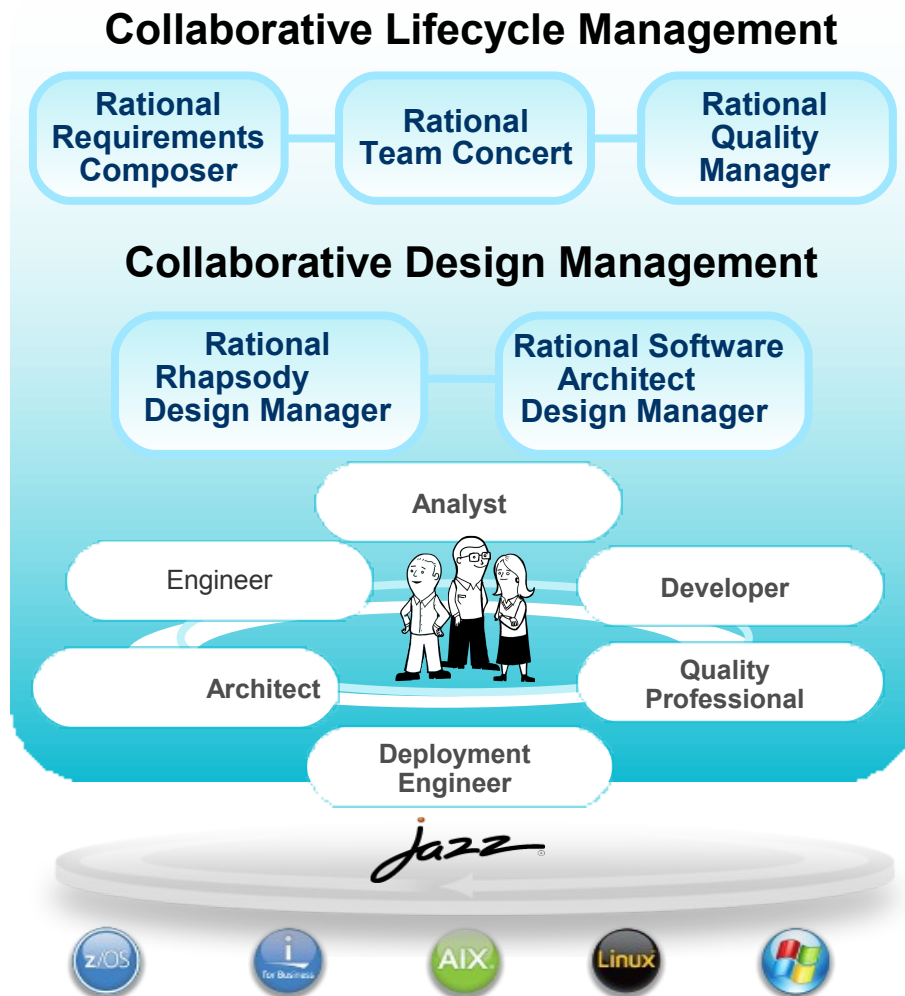 Collaborative Lifecycle Management
Rational
Requirements
Composer
Rational
Team Concert
Rational
Quality
Manager
Collaborative Design Management
Rational
Rhapsody
Design Manager
Rational Software
Architect
Design Manager
Analyst
Engineer
Developer
Architect
Quality
Professional
Deployment
Engineer
jazz
z/OS
i
for Business
AIX
Linux